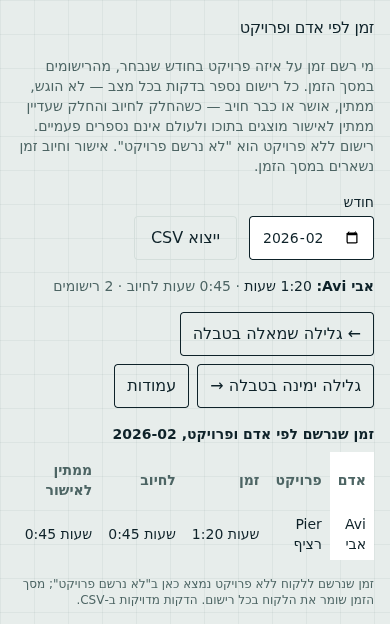 זמן לפי אדם ופרויקט
מי רשם זמן על איזה פרויקט בחודש שנבחר, מהרישומים
במסך הזמן. כל רישום נספר בדקות בכל מצב — לא הוגש,
ממתין, אושר או כבר חויב — כשהחלק לחיוב והחלק שעדיין
ממתין לאישור מוצגים בתוכו ולעולם אינם נספרים פעמיים.
רישום ללא פרויקט הוא "לא נרשם פרויקט". אישור וחיוב זמן
נשארים במסך הזמן.
חודש
2026-02
ייצוא CSV
אבי Avi: 1:20 שעות · 0:45 שעות לחיוב · 2 רישומים
← גלילה שמאלה בטבלה
גלילה ימינה בטבלה →
עמודות
זמן שנרשם לפי אדם ופרויקט, 2026-02
אדם פרויקט זמן לחיוב ממתין לאישור
Avi אבי Pier רציף 1:20 שעות 0:45 שעות 0:45 שעות
זמן שנרשם ללקוח ללא פרויקט נמצא כאן ב"לא נרשם פרויקט"; מסך
הזמן שומר את הלקוח בכל רישום. הדקות מדויקות ב-CSV.